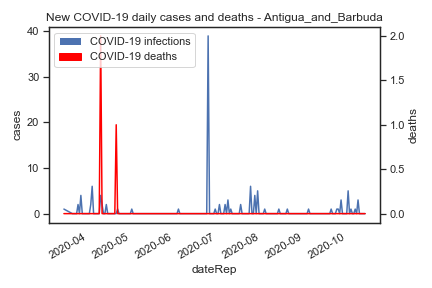 New COVID-19 daily cases and deaths - Antigua_and_Barbuda
COVID-19 infections
COVID-19 deaths
40
30
20
10
0
cases
2.0
1.5
1.0
0.5
0.0
deaths
2020-04
2020-05
2020-06
2020-07
2020-08
2020-09
2020-10
dateRep